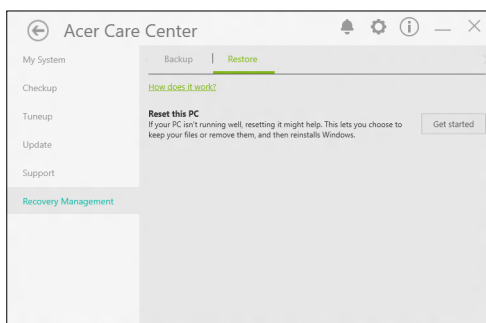 Acer Care Center
My System
Checkup
Tuneup
Update
Support
Recovery Management
Backup
Restore
How does it work?
Reset this PC
If your PC isn't running well, resetting it might help. This lets you choose to
keep your files or remove them, and then reinstalls Windows.
Get started